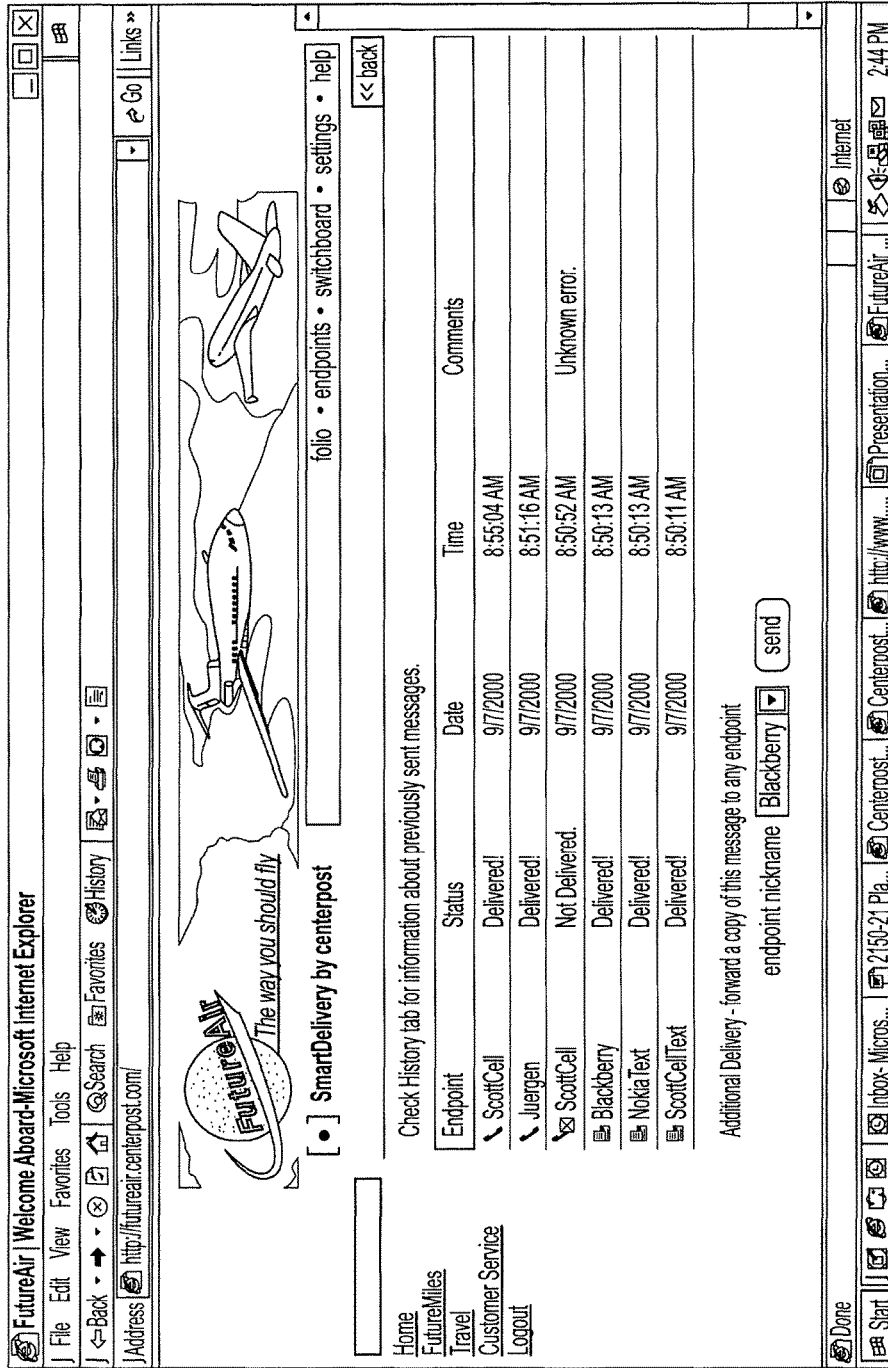 FutureAir | Welcome Aboard-Microsoft Internet Explorer
File Edit View Favorites Tools Help
Back Search Favorites History
Address http://futureair.centerpost.com/ Go Links »
FutureAir
The way you should fly
[ • ] SmartDelivery by centerpost
folio • endpoints • switchboard • settings • help
<< back
Home
FutureMiles
Travel
Customer Service
Logout
Check History tab for information about previously sent messages.
Endpoint Status Date Time Comments
ScottCell Delivered! 9/7/2000 8:55:04 AM
Juergen Delivered! 9/7/2000 8:51:16 AM
ScottCell Not Delivered. 9/7/2000 8:50:52 AM Unknown error.
Blackberry Delivered! 9/7/2000 8:50:13 AM
NokiaText Delivered! 9/7/2000 8:50:13 AM
ScottCellText Delivered! 9/7/2000 8:50:11 AM
Additional Delivery - forward a copy of this message to any endpoint
endpoint nickname Blackberry send
Done Internet
Start Inbox- Micros... 2150-21 Pla... Centerpost... Centerpost... http://www.... Presentation... FutureAir ... 2:44 PM